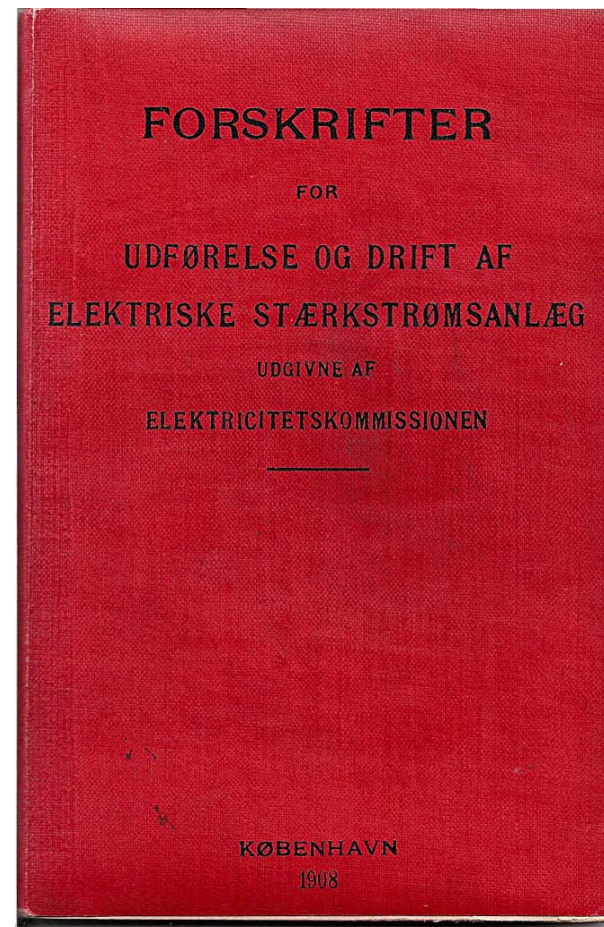 FORSKRIFTER
FOR
UDFØRELSE OG DRIFT AF
ELEKTRISKE STÆRKSTRØMSANLÆG
UDGIVNE AF
ELEKTRICITETSKOMMISSIONEN
KØBENHAVN
1908